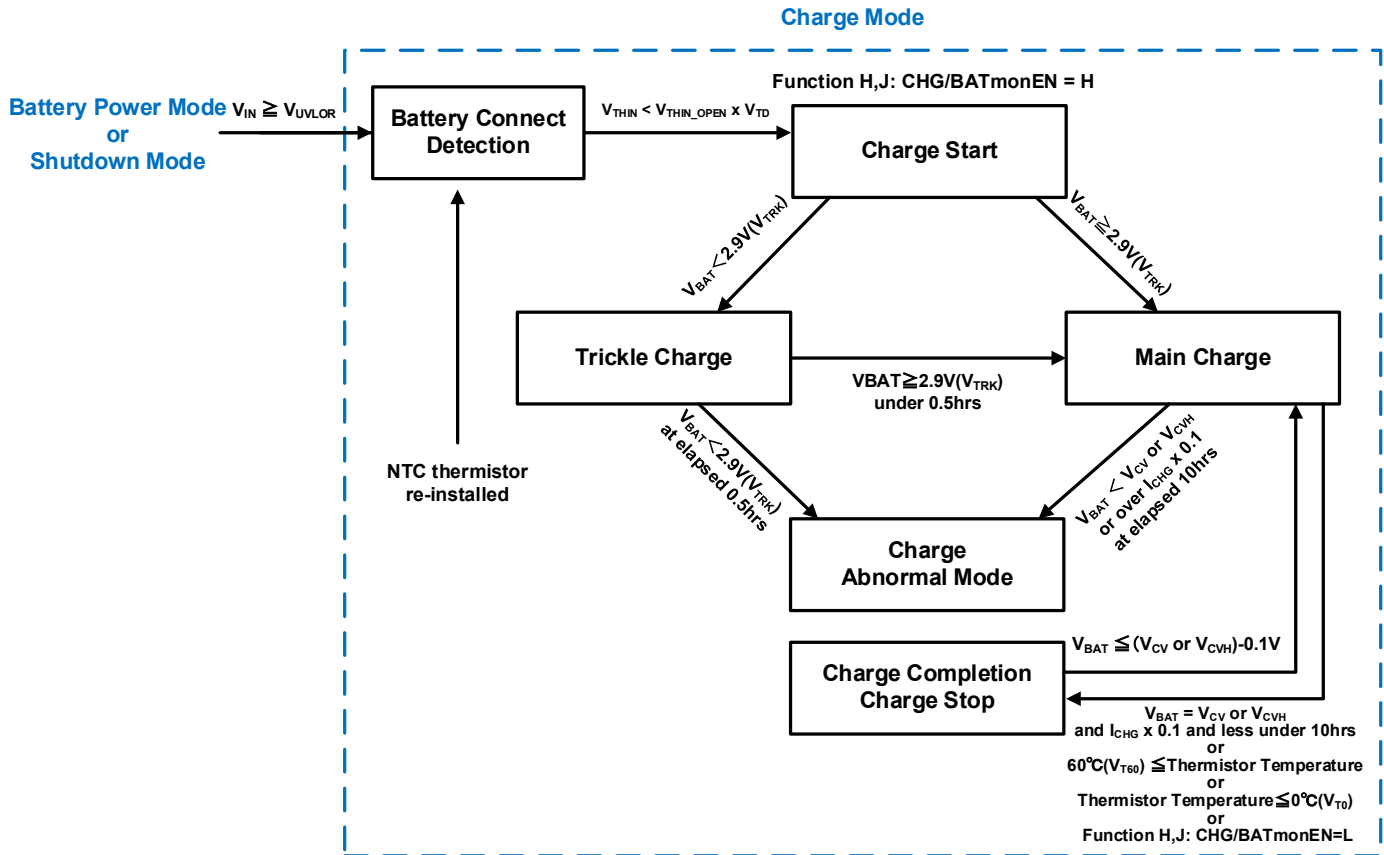 Charge Mode
Function H,J: CHG/BATmonEN = H
Battery Power Mode
or
Shutdown Mode
VIN ≧ VUVLOR
Battery Connect
Detection
VTHIN < VTHIN_OPEN x VTD
Charge Start
VBAT＜2.9V(VTRK)
VBAT≧2.9V(VTRK)
Trickle Charge
VBAT≧2.9V(VTRK)
under 0.5hrs
Main Charge
NTC thermistor
re-installed
VBAT＜2.9V(VTRK)
at elapsed 0.5hrs
VBAT＜VCV or VCVH
or over ICHG x 0.1
at elapsed 10hrs
Charge
Abnormal Mode
Charge Completion
Charge Stop
VBAT ≦(VCV or VCVH)-0.1V
VBAT = VCV or VCVH
and ICHG x 0.1 and less under 10hrs
or
60℃(VT60) ≦Thermistor Temperature
or
Thermistor Temperature≦0℃(VT0)
or
Function H,J: CHG/BATmonEN=L